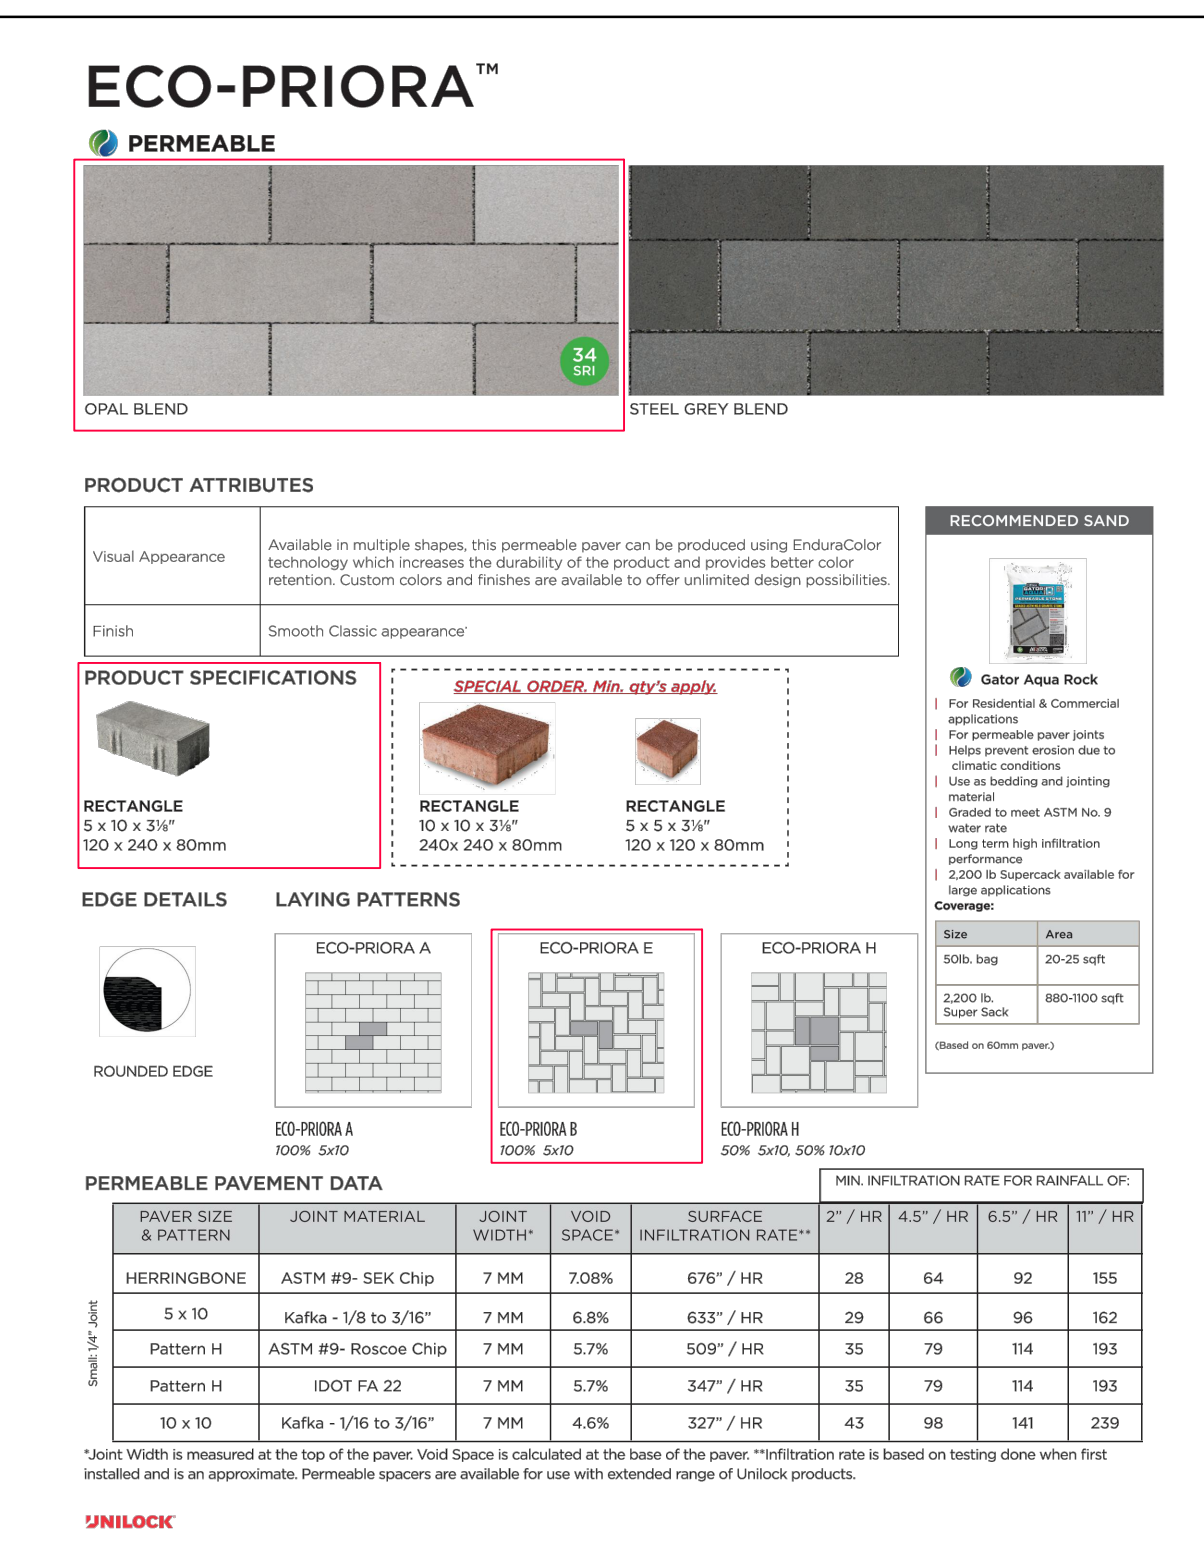 ECO-PRIORA™
PERMEABLE
34
SRI
OPAL BLEND
STEEL GREY BLEND
PRODUCT ATTRIBUTES
Visual Appearance
Available in multiple shapes, this permeable paver can be produced using EnduraColor
technology which increases the durability of the product and provides better color
retention. Custom colors and finishes are available to offer unlimited design possibilities.
Finish
Smooth Classic appearance*
PRODUCT SPECIFICATIONS
RECTANGLE
5 x 10 x 3⅛"
120 x 240 x 80mm
SPECIAL ORDER. Min. qty's apply.
RECTANGLE
10 x 10 x 3⅛"
240x 240 x 80mm
RECTANGLE
5 x 5 x 3⅛"
120 x 120 x 80mm
RECOMMENDED SAND
GATOR
PERMEABLE STONE
Gator Aqua Rock
| For Residential & Commercial
applications
| For permeable paver joints
| Helps prevent erosion due to
climatic conditions
| Use as bedding and jointing
material
| Graded to meet ASTM No. 9
water rate
| Long term high infiltration
performance
| 2,200 lb Supercack available for
large applications
Coverage:
Size Area
50lb. bag 20-25 sqft
2,200 lb. 880-1100 sqft
Super Sack
(Based on 60mm paver.)
EDGE DETAILS
ROUNDED EDGE
LAYING PATTERNS
ECO-PRIORA A
ECO-PRIORA A
100% 5x10
ECO-PRIORA E
ECO-PRIORA B
100% 5x10
ECO-PRIORA H
ECO-PRIORA H
50% 5x10, 50% 10x10
PERMEABLE PAVEMENT DATA
MIN. INFILTRATION RATE FOR RAINFALL OF:
PAVER SIZE JOINT MATERIAL JOINT VOID SURFACE 2” / HR 4.5” / HR 6.5” / HR 11” / HR
& PATTERN WIDTH* SPACE* INFILTRATION RATE**
Small: 1/4” Joint
HERRINGBONE ASTM #9- SEK Chip 7 MM 7.08% 676” / HR 28 64 92 155
5 x 10 Kafka - 1/8 to 3/16” 7 MM 6.8% 633” / HR 29 66 96 162
Pattern H ASTM #9- Roscoe Chip 7 MM 5.7% 509” / HR 35 79 114 193
Pattern H IDOT FA 22 7 MM 5.7% 347” / HR 35 79 114 193
10 x 10 Kafka - 1/16 to 3/16” 7 MM 4.6% 327” / HR 43 98 141 239
*Joint Width is measured at the top of the paver. Void Space is calculated at the base of the paver. **Infiltration rate is based on testing done when first
installed and is an approximate. Permeable spacers are available for use with extended range of Unilock products.
UNILOCK